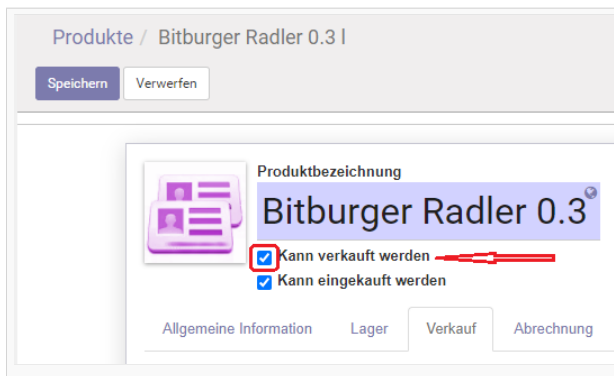 Produkte / Bitburger Radler 0.3 l
Speichern Verwerfen
Produktbezeichnung
Bitburger Radler 0.3
Kann verkauft werden
Kann eingekauft werden
Allgemeine Information Lager Verkauf Abrechnung